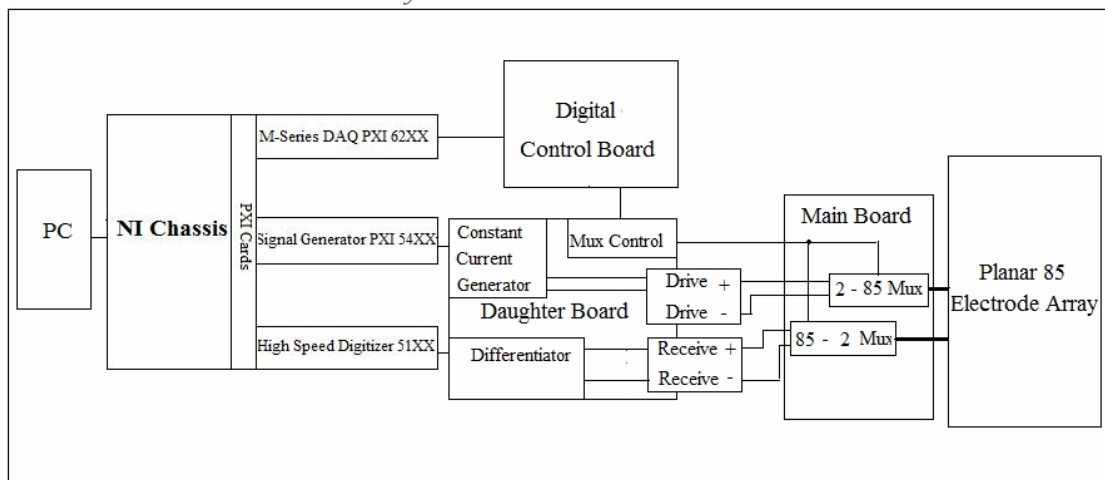 PC
NI Chassis
PXI Cards
M-Series DAQ PXI 62XX
Signal Generator PXI 54XX
High Speed Digitizer 51XX
Digital
Control Board
Constant
Current
Generator
Mux Control
Daughter Board
Drive +
Drive -
Differentiator
Receive +
Receive -
Main Board
2 - 85 Mux
85 - 2 Mux
Planar 85
Electrode Array